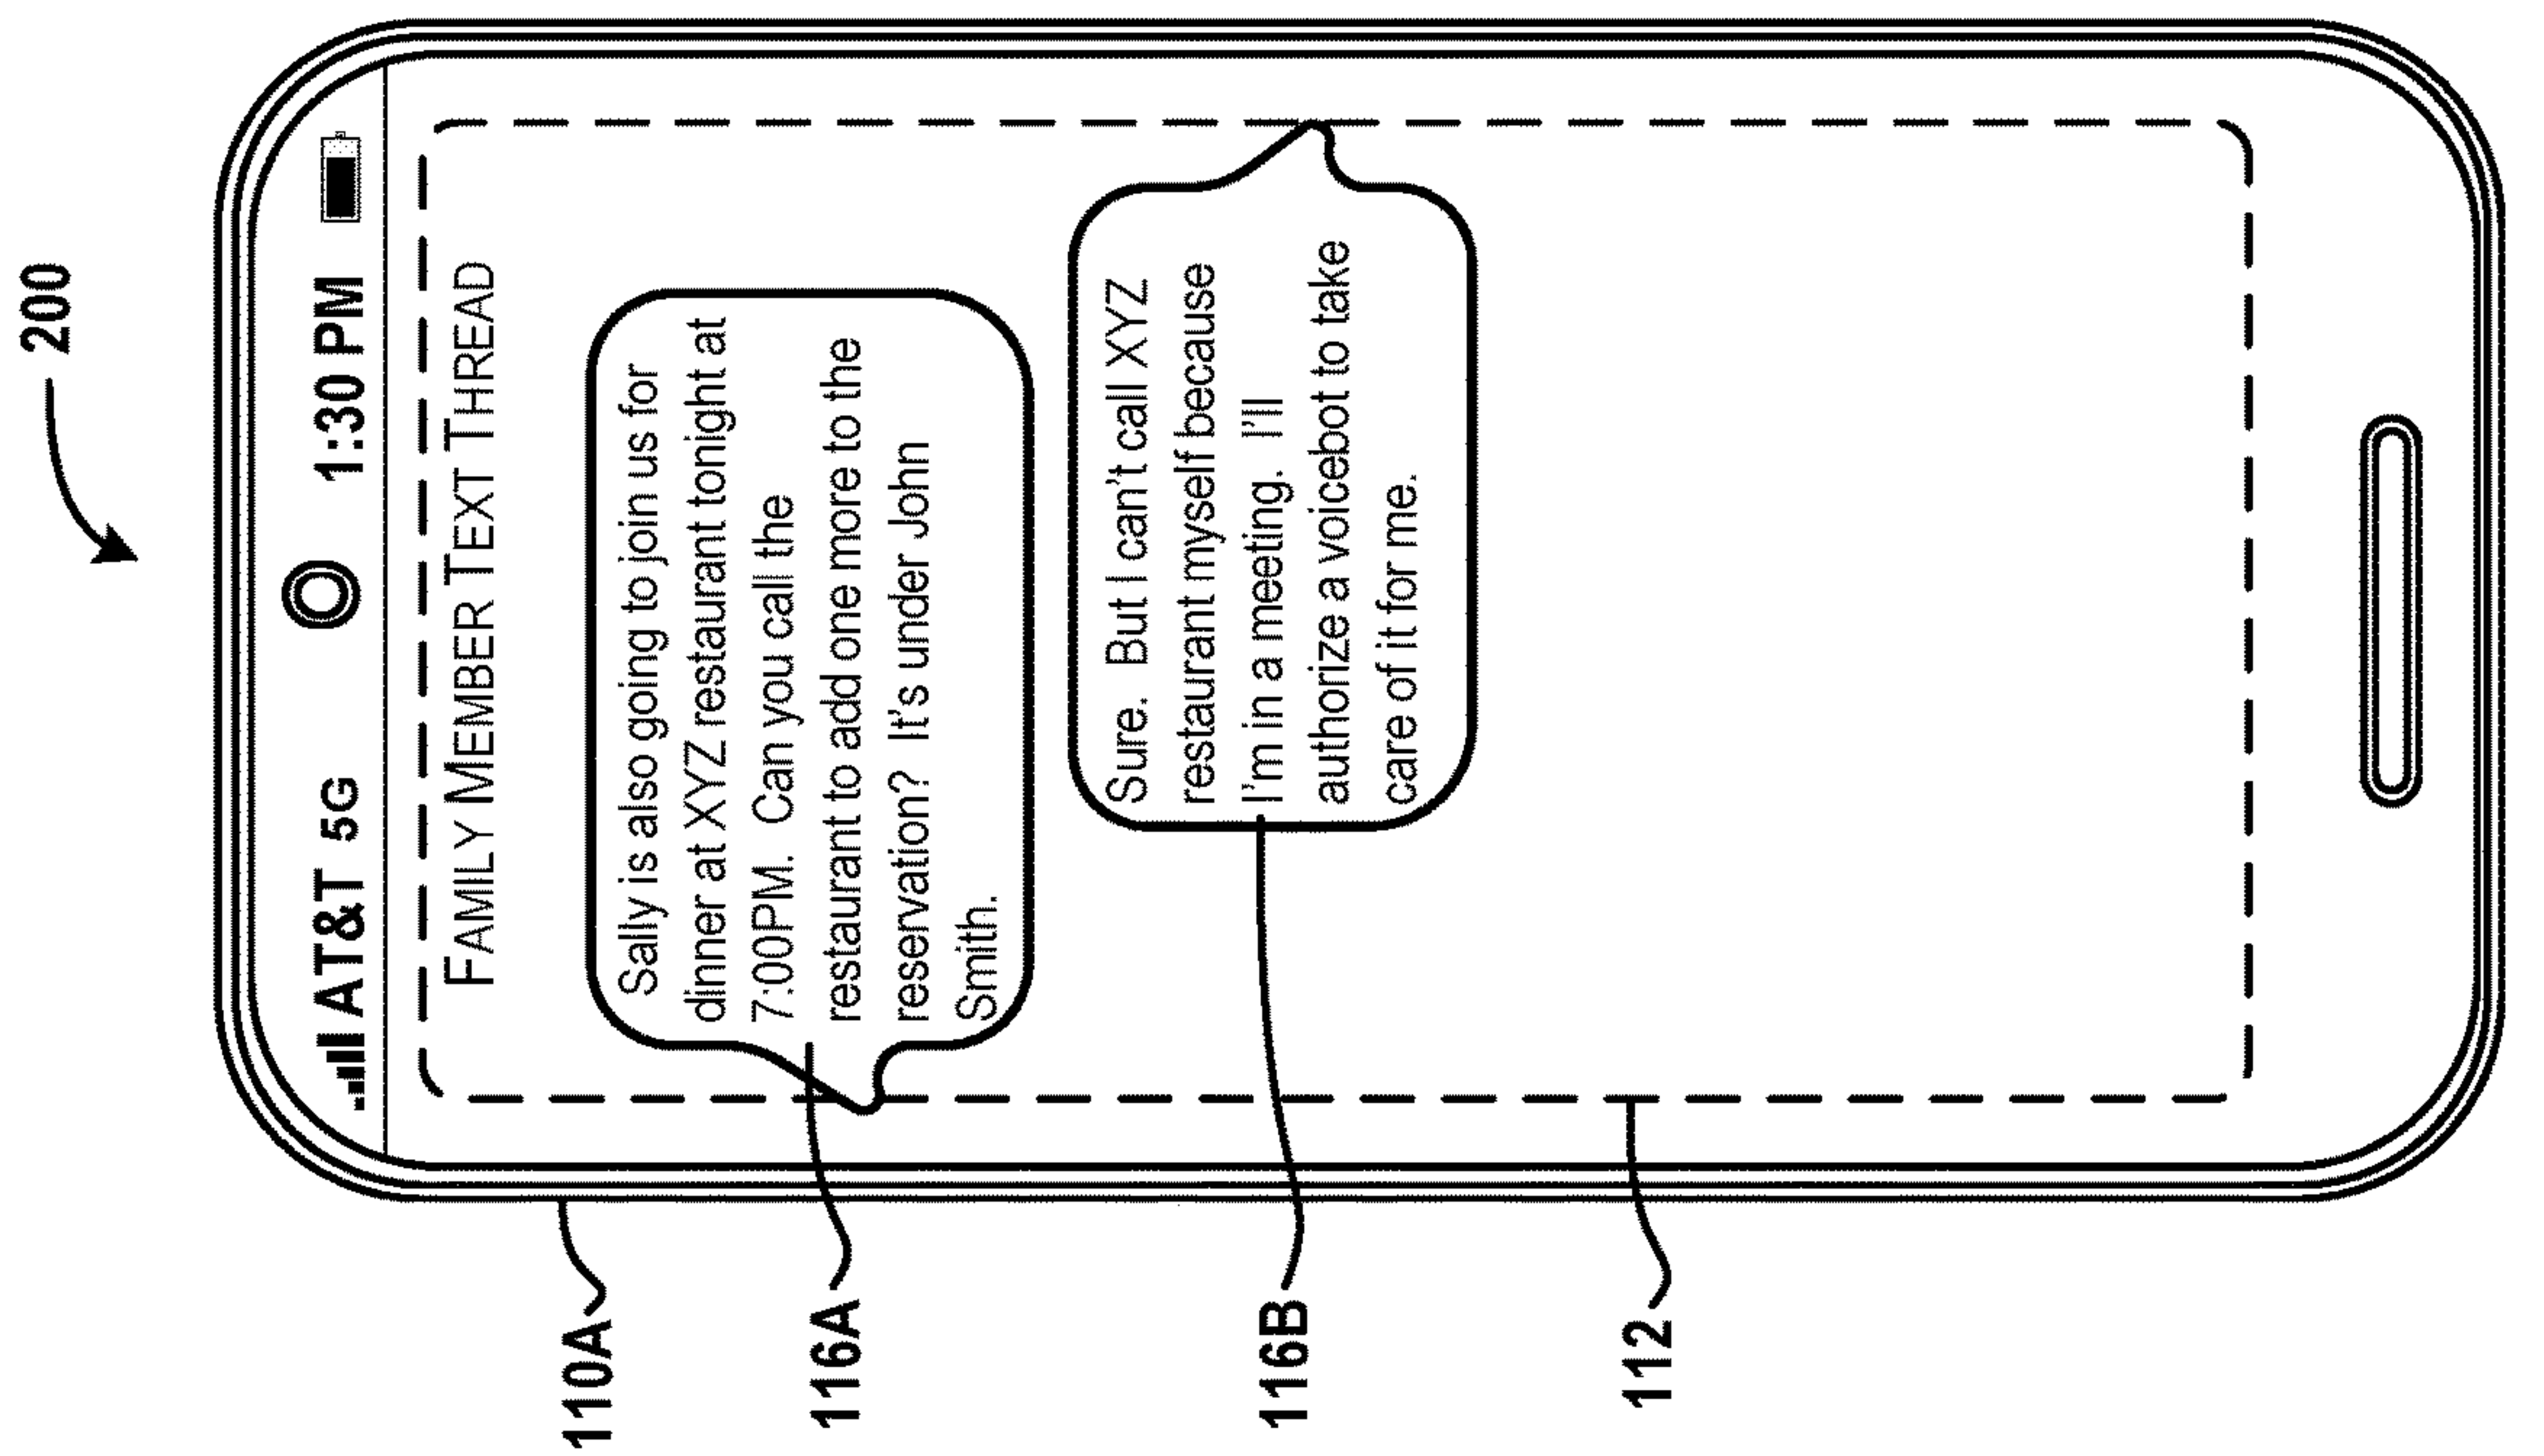 200
AT&T 5G 1:30 PM
FAMILY MEMBER TEXT THREAD
Sally is also going to join us for
dinner at XYZ restaurant tonight at
7:00PM. Can you call the
restaurant to add one more to the
reservation? It's under John
Smith.
Sure. But I can't call XYZ
restaurant myself because
I'm in a meeting. I'll
authorize a voicebot to take
care of it for me.
110A
116A
116B
112